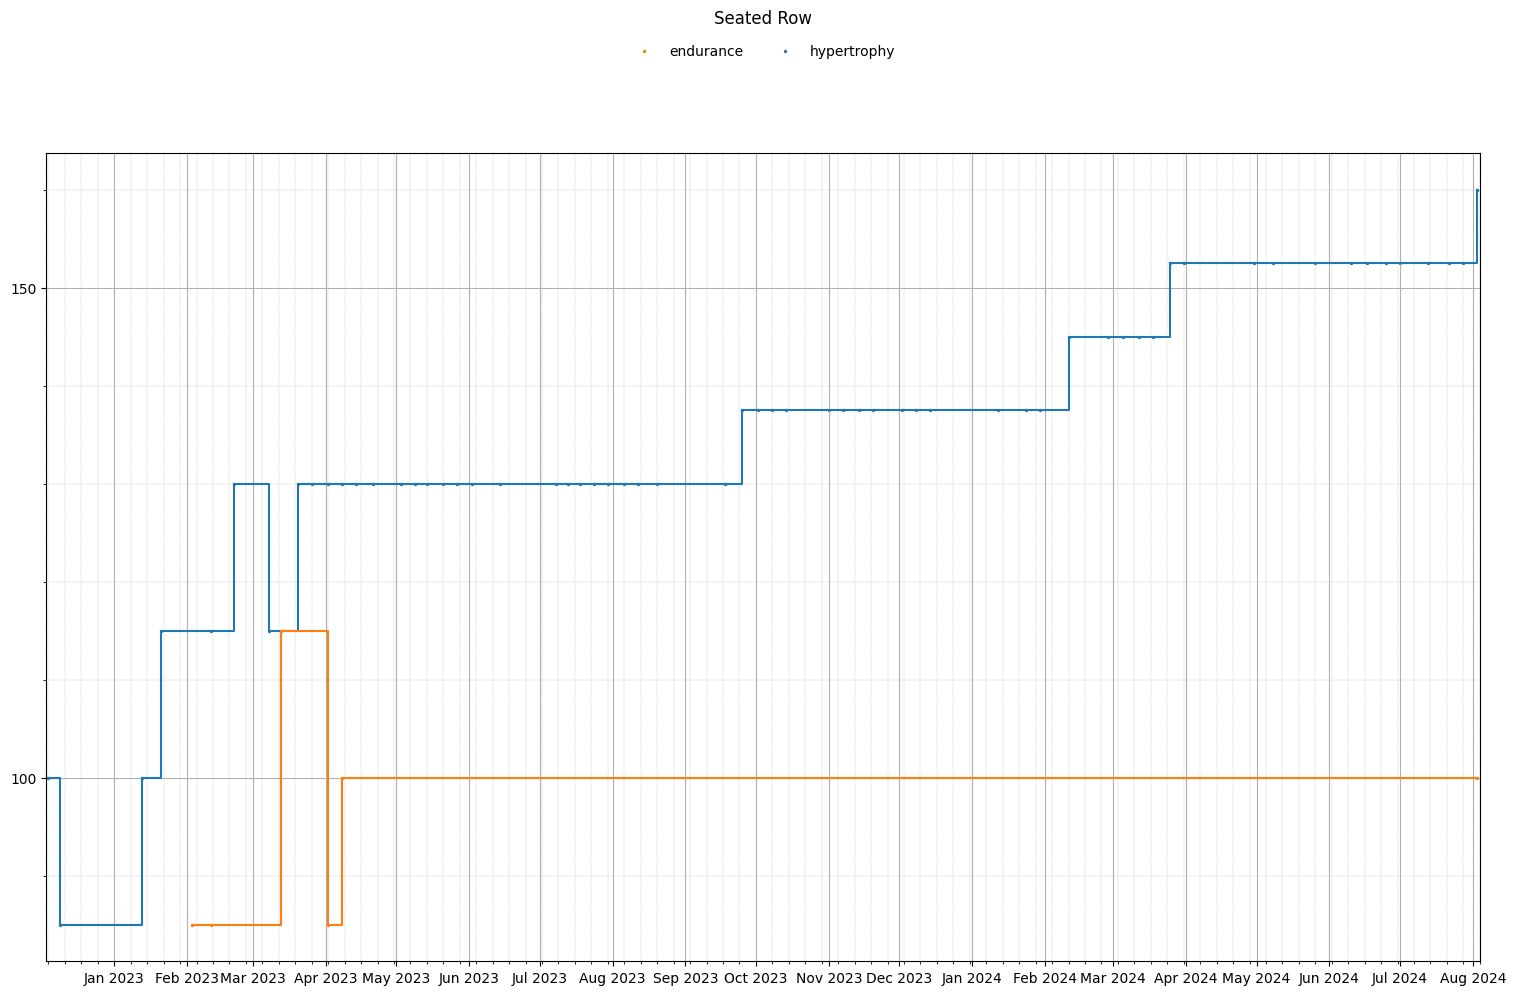 Seated Row
endurance hypertrophy
150
100
Jan 2023 Feb 2023 Mar 2023 Apr 2023 May 2023 Jun 2023 Jul 2023 Aug 2023 Sep 2023 Oct 2023 Nov 2023 Dec 2023 Jan 2024 Feb 2024 Mar 2024 Apr 2024 May 2024 Jun 2024 Jul 2024 Aug 2024